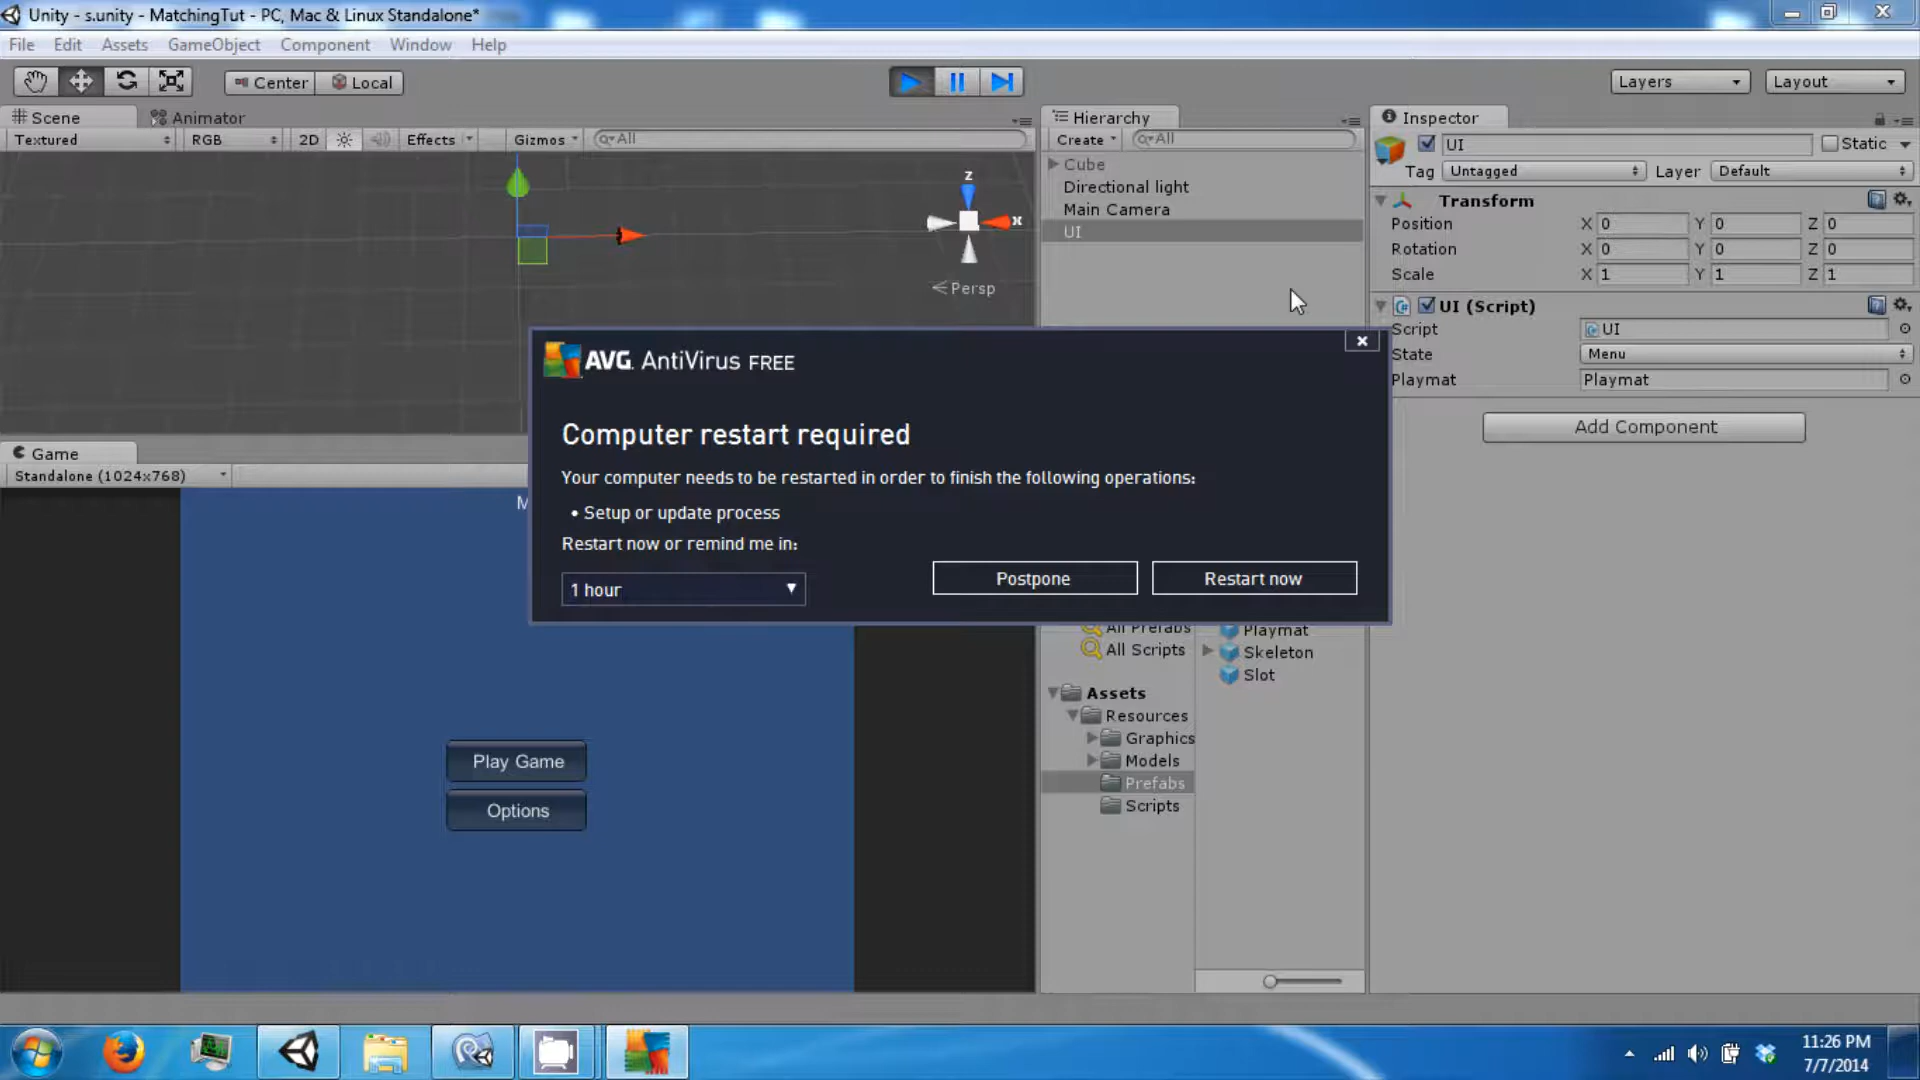 Unity - s.unity - MatchingTut - PC, Mac & Linux Standalone*
File Edit Assets GameObject Component Window Help
Center Local
Layers Layout
Scene Animator
Textured RGB 2D Effects Gizmos All
z
x
Persp
Hierarchy
Create All
Cube
Directional light
Main Camera
UI
Inspector
UI Static
Tag Untagged Layer Default
Transform
Position X 0 Y 0 Z 0
Rotation X 0 Y 0 Z 0
Scale X 1 Y 1 Z 1
UI (Script)
Script UI
State Menu
Playmat Playmat
Add Component
AVG. AntiVirus FREE
Computer restart required
Your computer needs to be restarted in order to finish the following operations:
• Setup or update process
Restart now or remind me in:
1 hour
Postpone
Restart now
Game
Standalone (1024x768)
M
Play Game
Options
All Prefabs
All Scripts
Assets
Resources
Graphics
Models
Prefabs
Scripts
Playmat
Skeleton
Slot
11:26 PM
7/7/2014